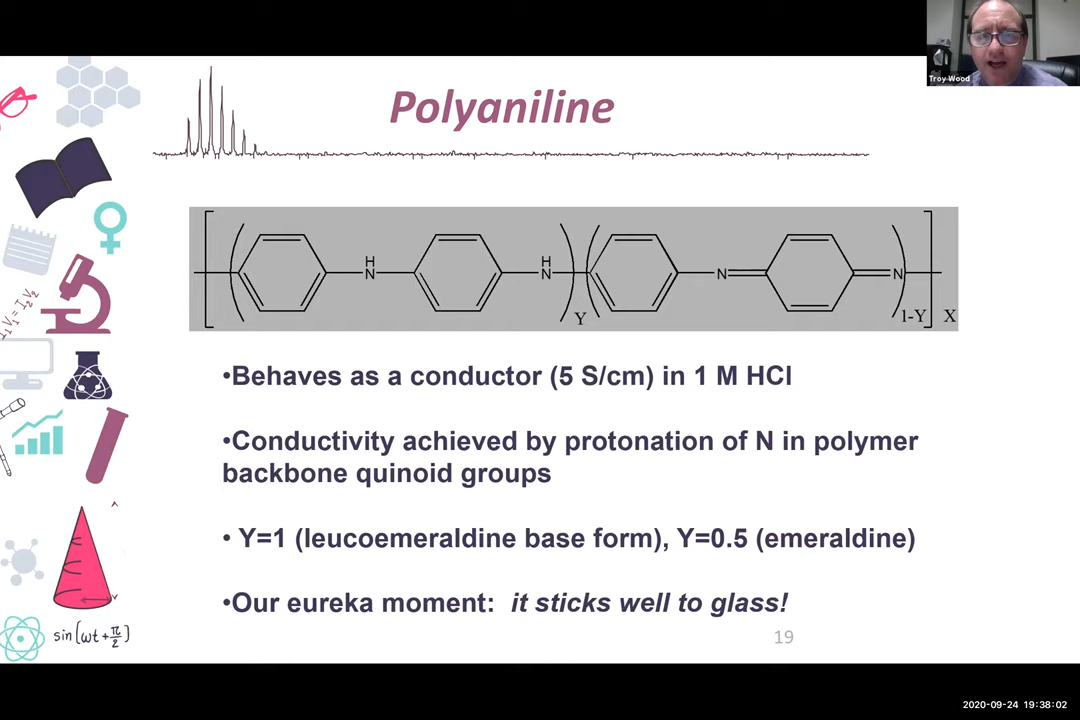 Troy Wood
Polyaniline
H
N
H
N
N
N
Y
1-Y
X
•Behaves as a conductor (5 S/cm) in 1 M HCl
•Conductivity achieved by protonation of N in polymer
backbone quinoid groups
• Y=1 (leucoemeraldine base form), Y=0.5 (emeraldine)
•Our eureka moment: it sticks well to glass!
19
I₁V₁=I₂V₂
sin(ωt+π/2)
2020-09-24 19:38:02